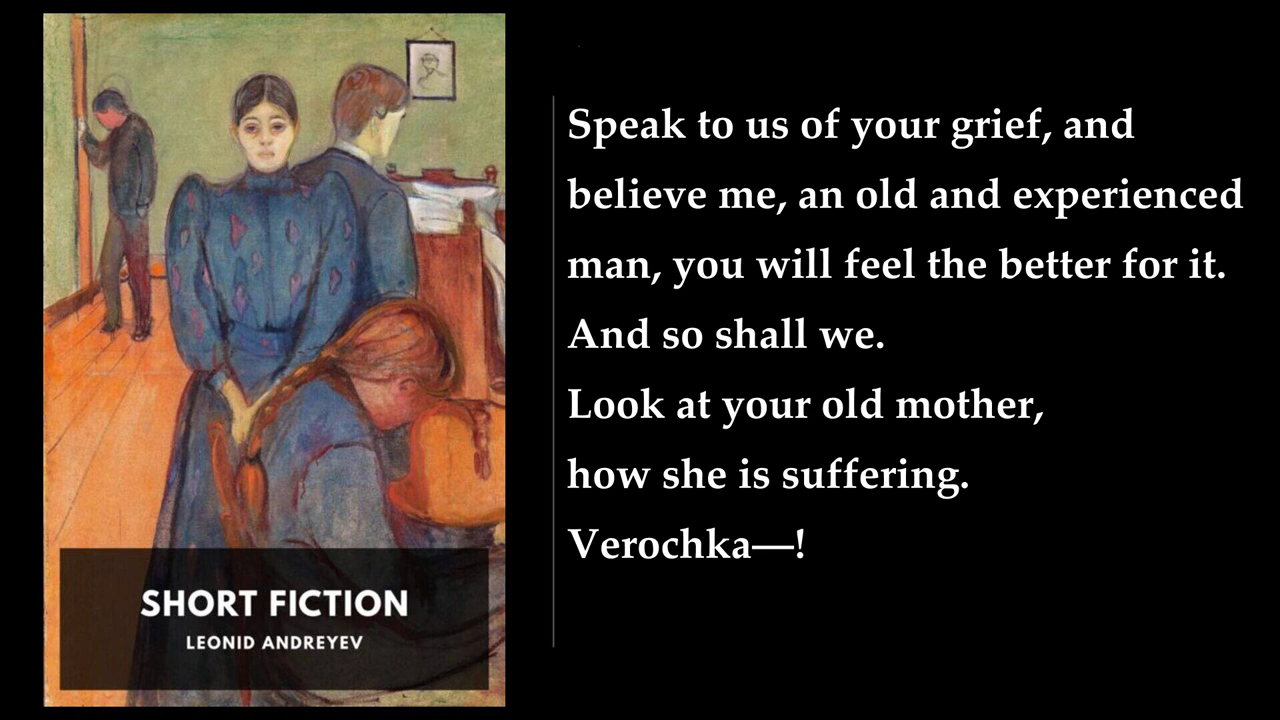 SHORT FICTION
LEONID ANDREYEV
Speak to us of your grief, and
believe me, an old and experienced
man, you will feel the better for it.
And so shall we.
Look at your old mother,
how she is suffering.
Verochka—!